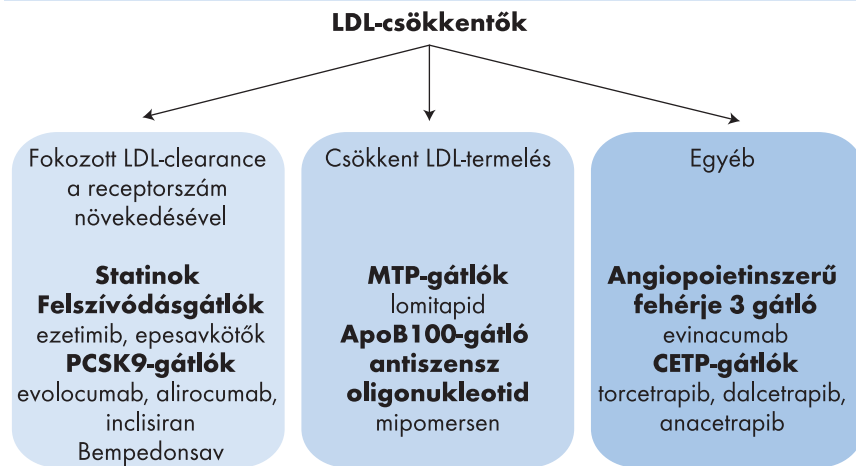 LDL-csökkentők
Fokozott LDL-clearance
a receptorszám
növekedésével
Statinok
Felszívódásgátlók
ezetimib, epesavkötők
PCSK9-gátlók
evolocumab, alirocumab,
inclisiran
Bempedonsav
Csökkent LDL-termelés
MTP-gátlók
lomitapid
ApoB100-gátló
antiszensz
oligonukleotid
mipomersen
Egyéb
Angiopoietinszerű
fehérje 3 gátló
evinacumab
CETP-gátlók
torcetrapib, dalcetrapib,
anacetrapib